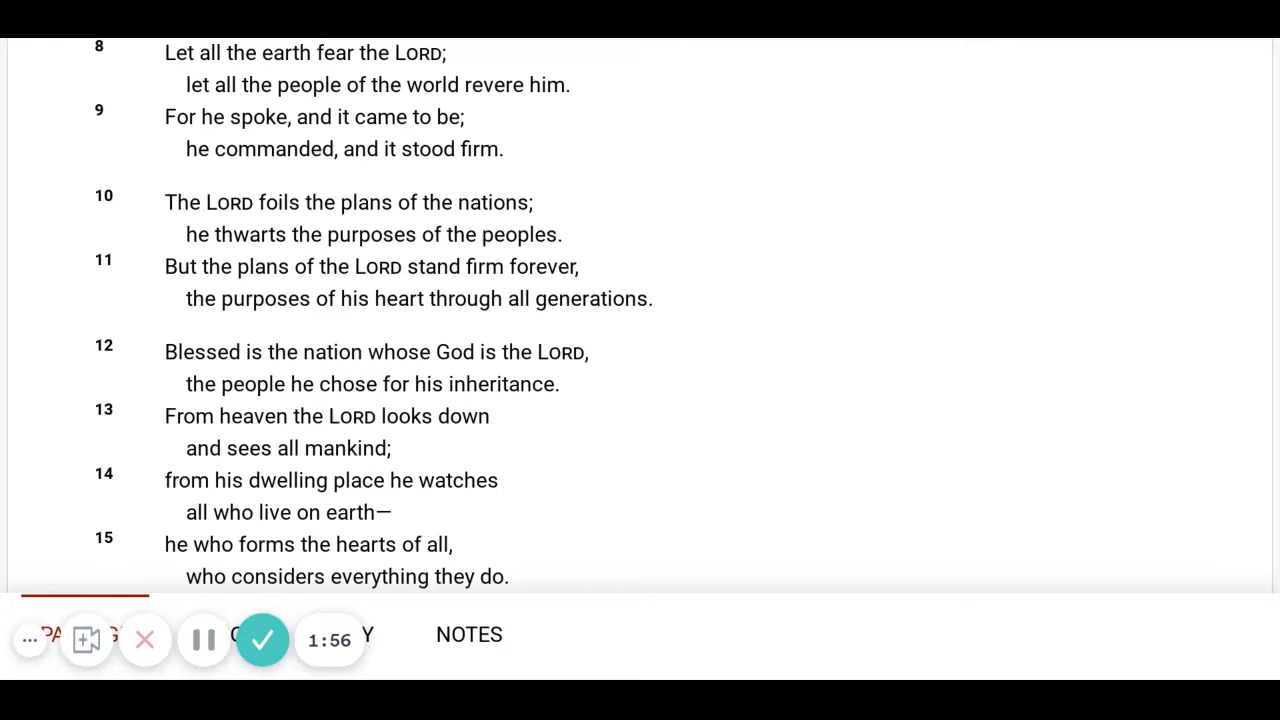 8 Let all the earth fear the LORD;
let all the people of the world revere him.
9 For he spoke, and it came to be;
he commanded, and it stood firm.
10 The LORD foils the plans of the nations;
he thwarts the purposes of the peoples.
11 But the plans of the LORD stand firm forever,
the purposes of his heart through all generations.
12 Blessed is the nation whose God is the LORD,
the people he chose for his inheritance.
13 From heaven the LORD looks down
and sees all mankind;
14 from his dwelling place he watches
all who live on earth—
15 he who forms the hearts of all,
who considers everything they do.
1:56 NOTES